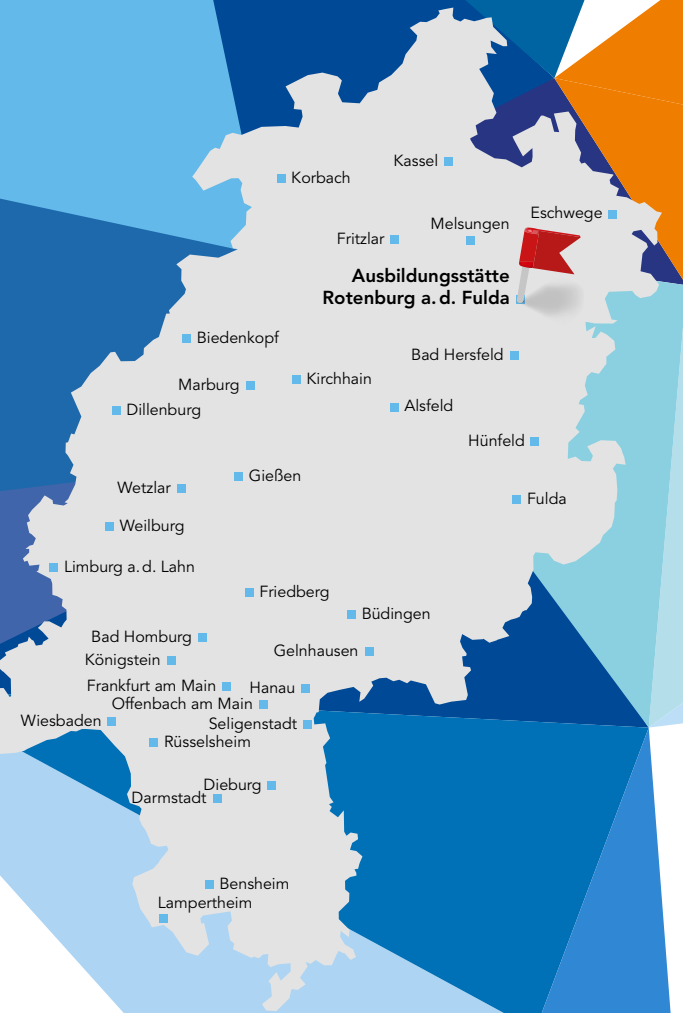 Kassel
Korbach
Eschwege
Melsungen
Fritzlar
Ausbildungsstätte
Rotenburg a. d. Fulda
Biedenkopf
Bad Hersfeld
Kirchhain
Marburg
Alsfeld
Dillenburg
Hünfeld
Gießen
Wetzlar
Fulda
Weilburg
Limburg a. d. Lahn
Friedberg
Büdingen
Bad Homburg
Gelnhausen
Königstein
Frankfurt am Main
Hanau
Offenbach am Main
Wiesbaden
Seligenstadt
Rüsselsheim
Dieburg
Darmstadt
Bensheim
Lampertheim